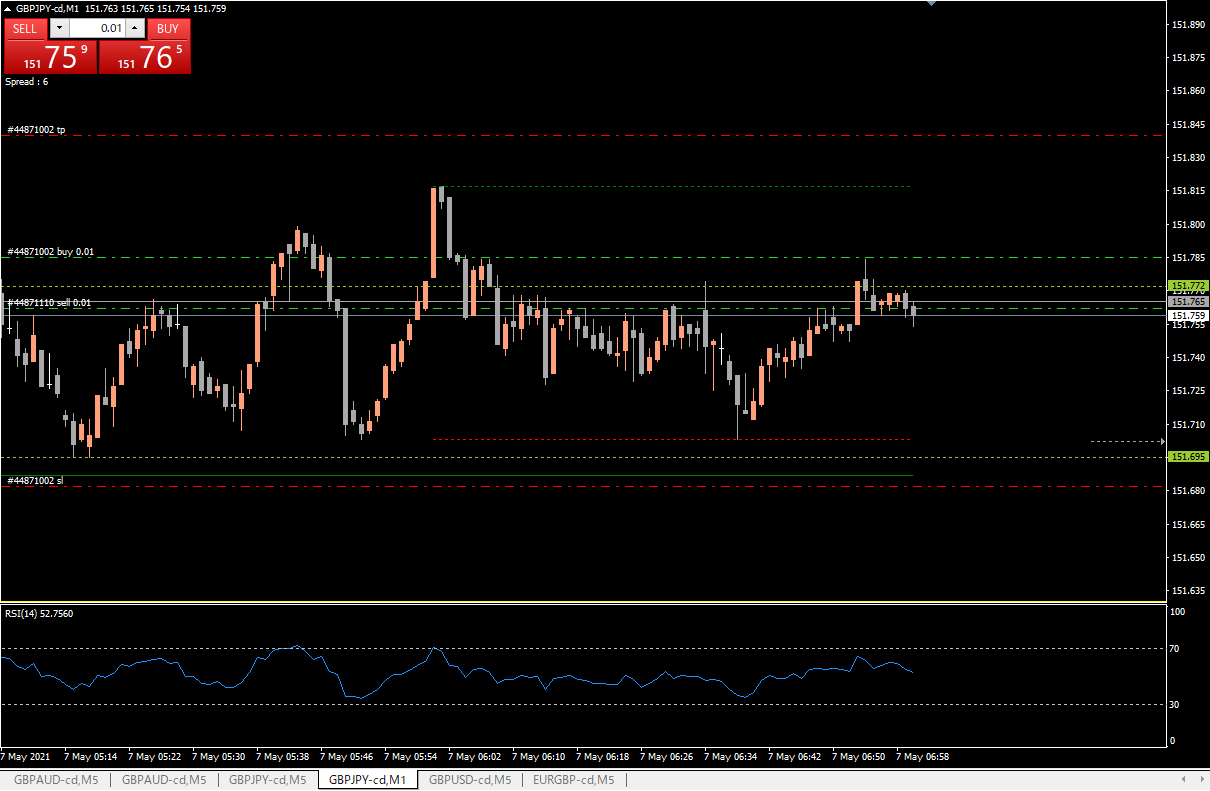 GBPJPY-cd,M1 151.763 151.765 151.754 151.759
SELL 0.01 BUY
151 75 9 151 76 5
Spread : 6
#44871002 tp
#44871002 buy 0.01
#44871110 sell 0.01
#44871002 sl
151.890
151.875
151.860
151.845
151.830
151.815
151.800
151.785
151.772
151.765
151.759
151.755
151.740
151.725
151.710
151.695
151.680
151.665
151.650
151.635
RSI(14) 52.7560
100
70
30
0
7 May 2021 7 May 05:14 7 May 05:22 7 May 05:30 7 May 05:38 7 May 05:46 7 May 05:54 7 May 06:02 7 May 06:10 7 May 06:18 7 May 06:26 7 May 06:34 7 May 06:42 7 May 06:50 7 May 06:58
GBPAUD-cd,M5 GBPAUD-cd,M5 GBPJPY-cd,M5 GBPJPY-cd,M1 GBPUSD-cd,M5 EURGBP-cd,M5